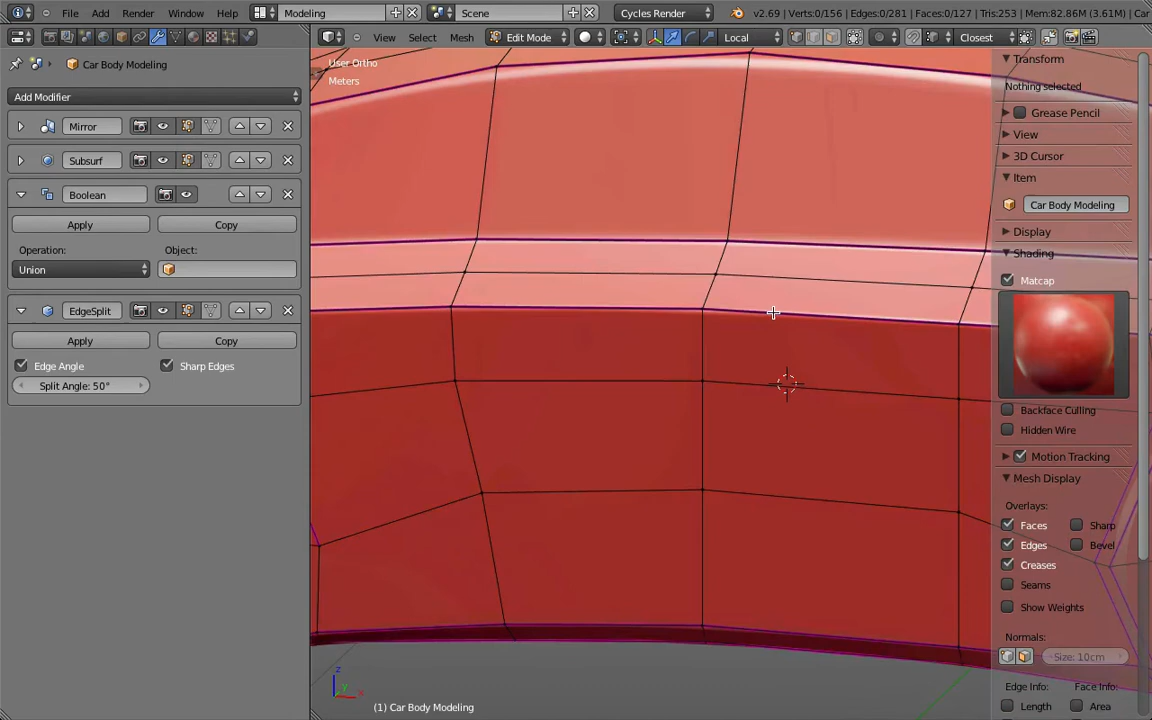 File Add Render Window Help Modeling Scene Cycles Render v2.69 | Verts:0/156 | Edges:0/281 | Faces:0/127 | Tris:253 | Mem:82.86M (3.61M) | Car
View Select Mesh Edit Mode Local Closest
Car Body Modeling
Add Modifier
Mirror
Subsurf
Boolean
Apply Copy
Operation: Object:
Union
EdgeSplit
Apply Copy
Edge Angle Sharp Edges
Split Angle: 50°
User Ortho
Meters
z
y
x
(1) Car Body Modeling
Transform
Nothing selected
Grease Pencil
View
3D Cursor
Item
Car Body Modeling
Display
Shading
Matcap
Backface Culling
Hidden Wire
Motion Tracking
Mesh Display
Overlays:
Faces Sharp
Edges Bevel
Creases
Seams
Show Weights
Normals:
Size: 10cm
Edge Info: Face Info:
Length Area